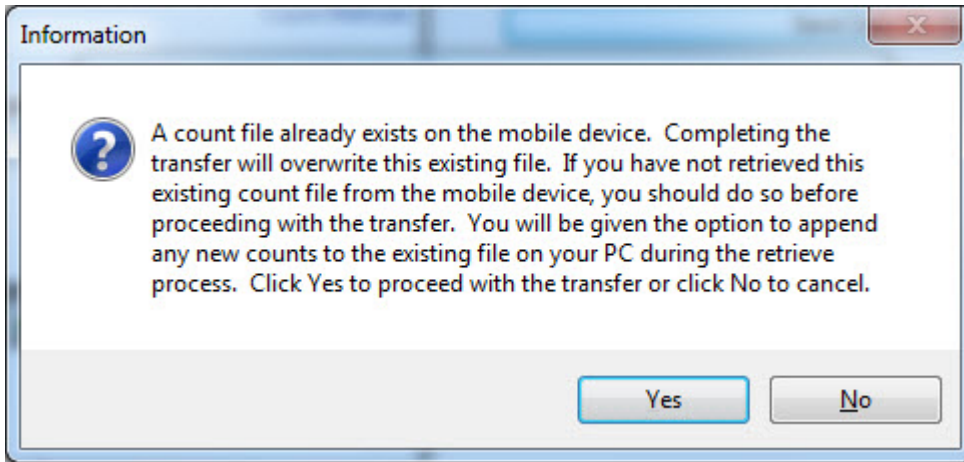 Information
A count file already exists on the mobile device.  Completing the
transfer will overwrite this existing file.  If you have not retrieved this
existing count file from the mobile device, you should do so before
proceeding with the transfer.  You will be given the option to append
any new counts to the existing file on your PC during the retrieve
process.  Click Yes to proceed with the transfer or click No to cancel.
Yes
No